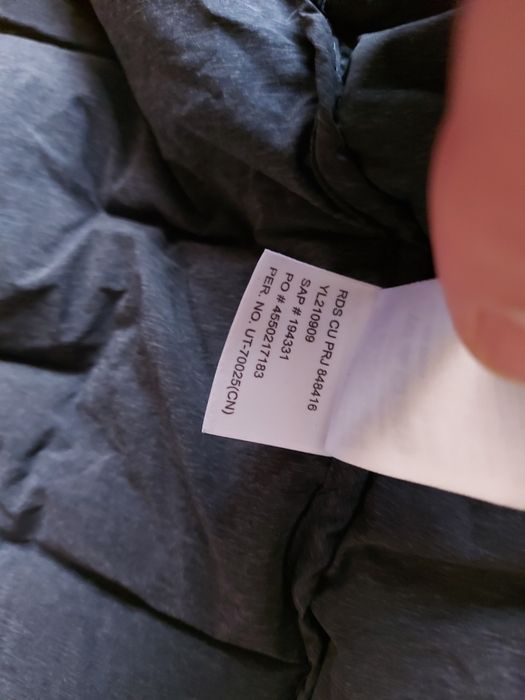 RDS CU PRJ 848416
YL210909
SAP # 194331
PO # 4550217183
PER. NO. UT-70025(CN)